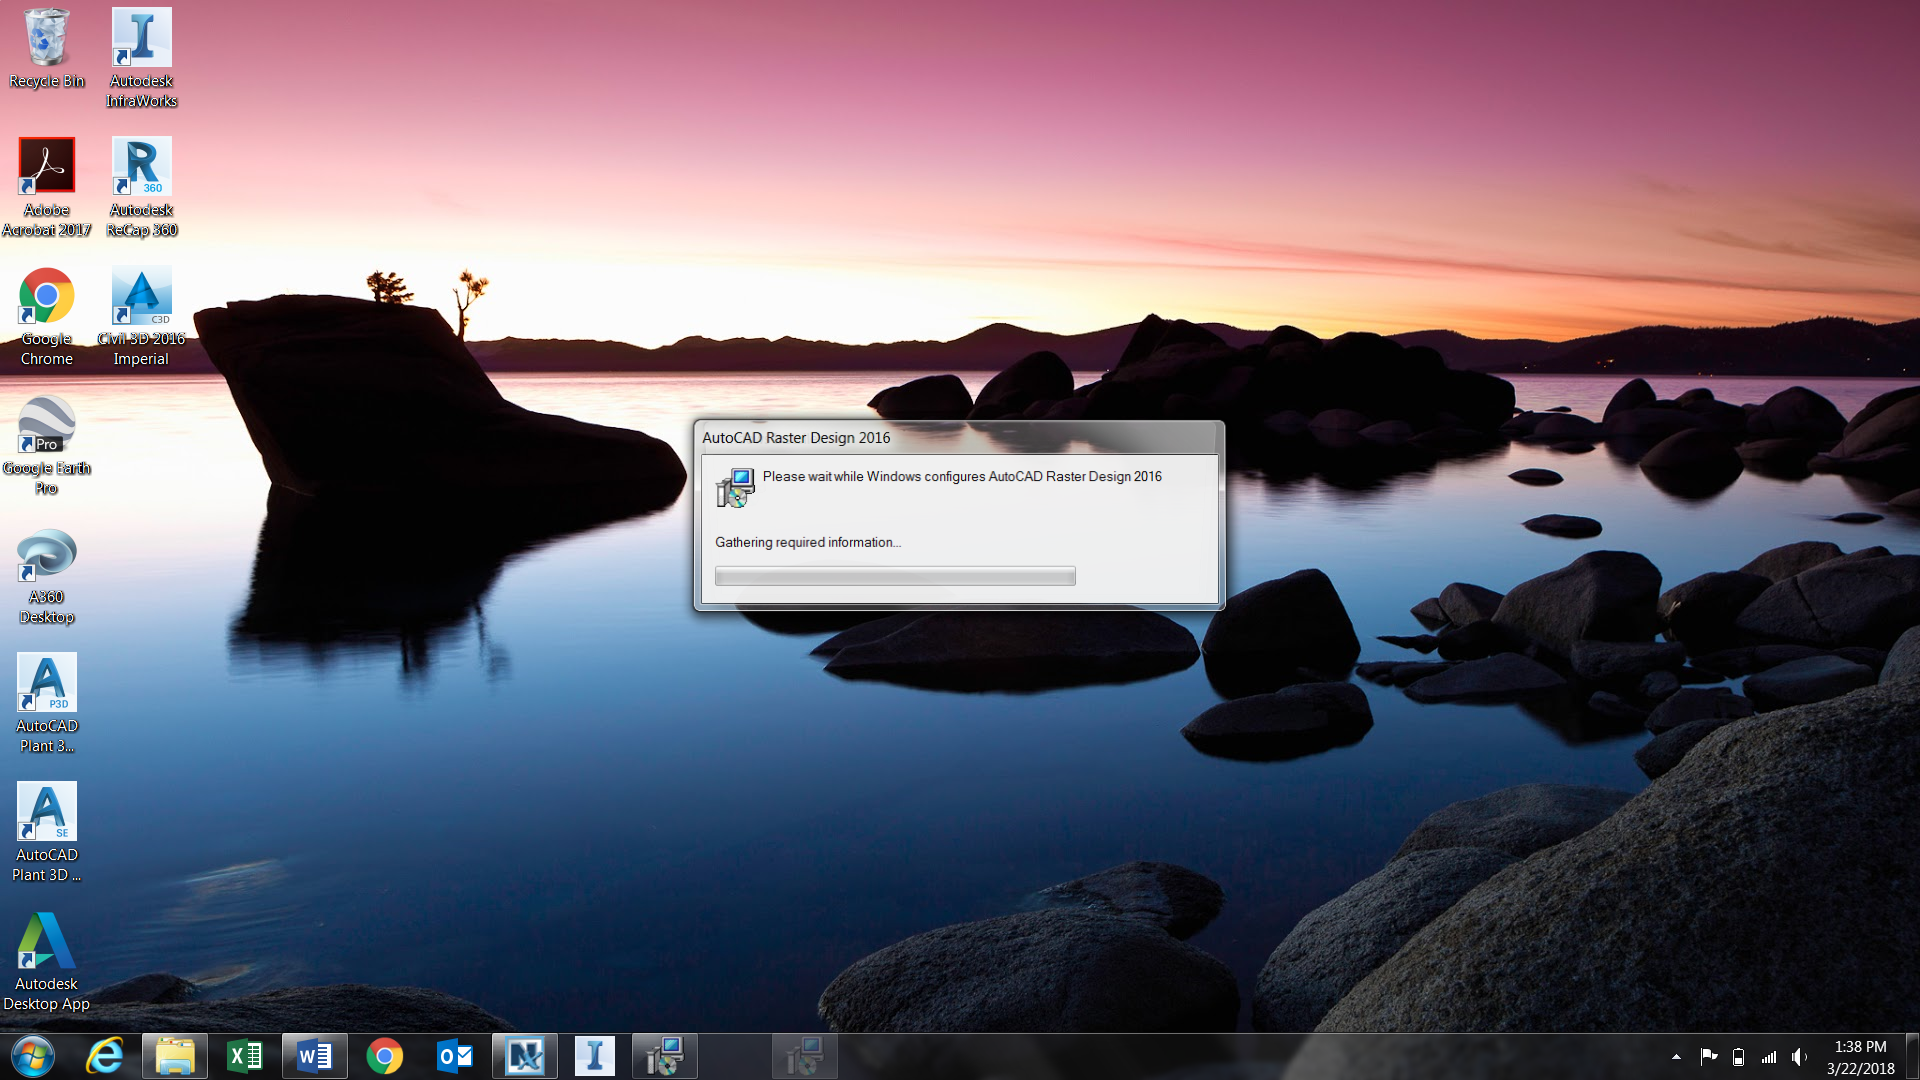 Recycle Bin
Autodesk
InfraWorks
Adobe
Acrobat 2017
360
Autodesk
ReCap 360
Google
Chrome
C3D
Civil 3D 2016
Imperial
Pro
Google Earth
Pro
A360
Desktop
P3D
AutoCAD
Plant 3...
SE
AutoCAD
Plant 3D ...
Autodesk
Desktop App
AutoCAD Raster Design 2016
Please wait while Windows configures AutoCAD Raster Design 2016
Gathering required information...
1:38 PM
3/22/2018